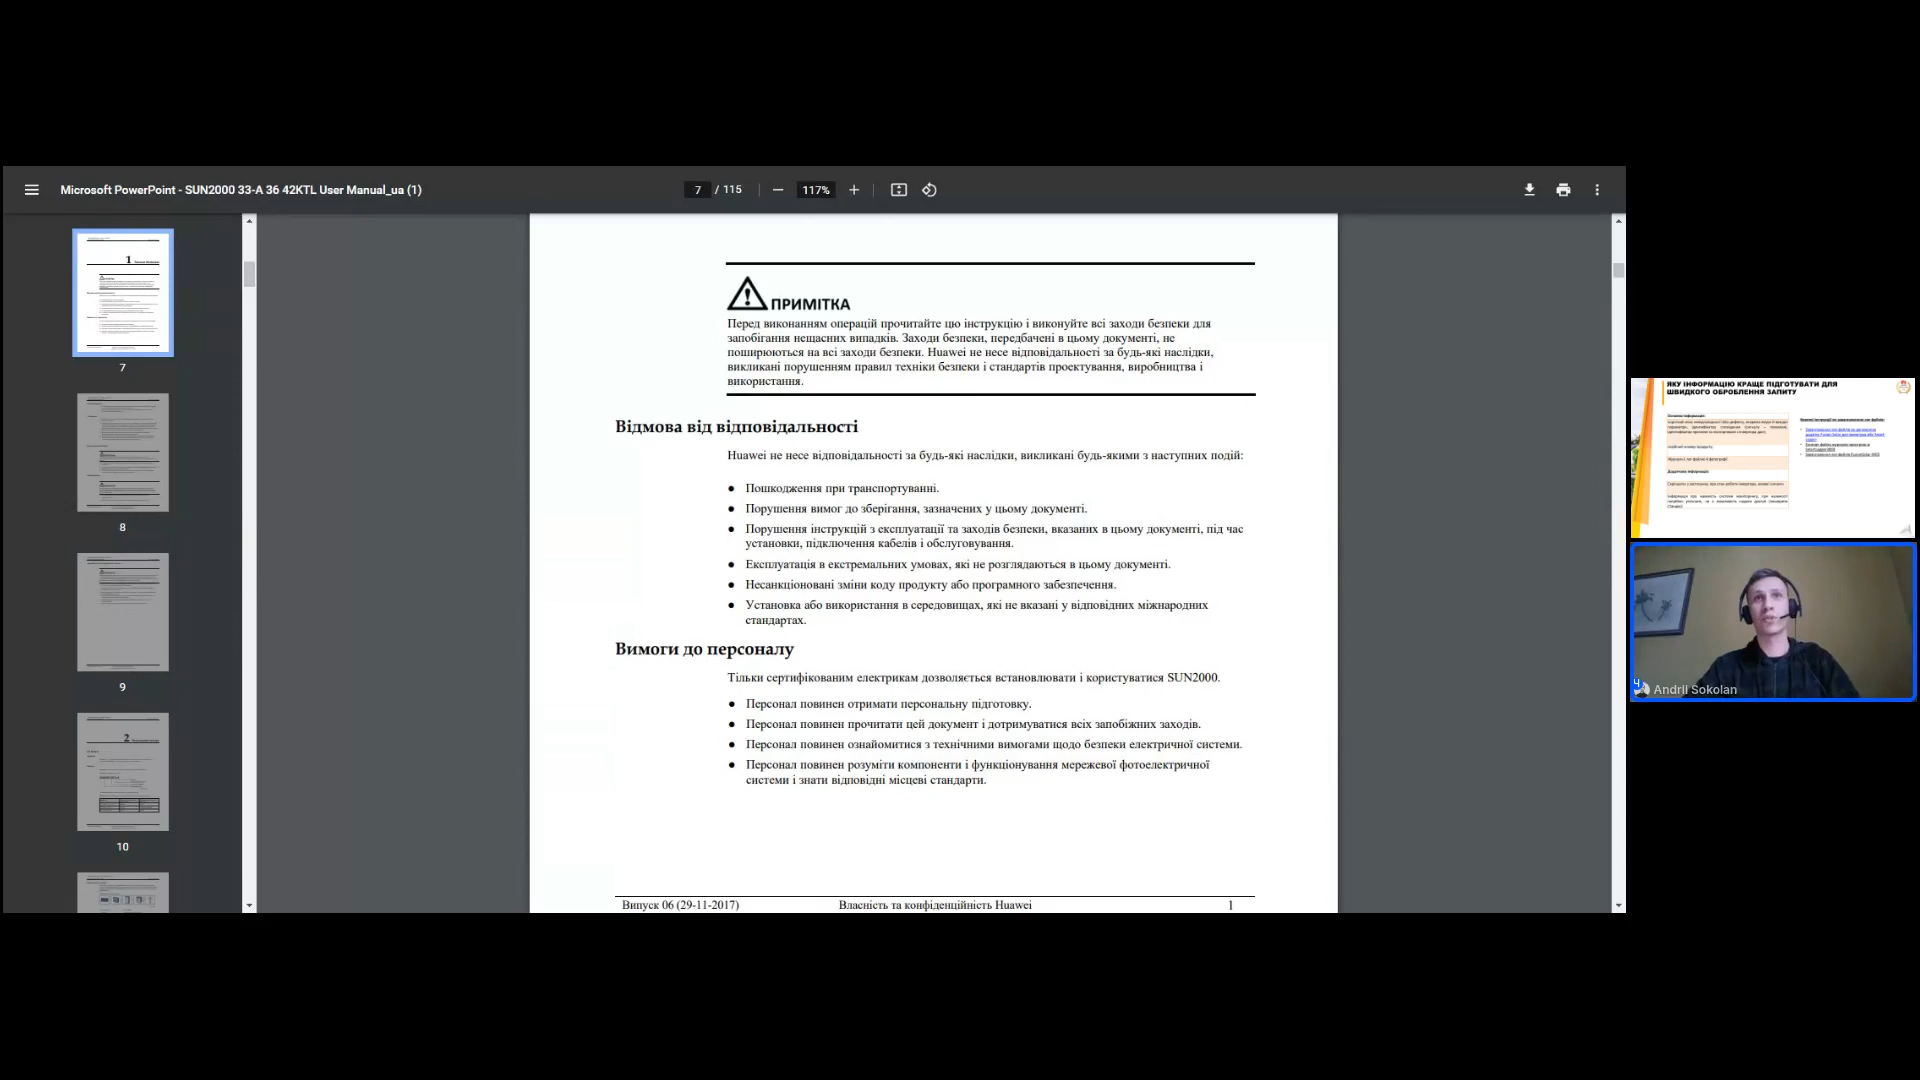 Microsoft PowerPoint - SUN2000 33-A 36 42KTL User Manual_ua (1)
7 / 115
117%
7
8
9
10
ПРИМІТКА
Перед виконанням операцій прочитайте цю інструкцію і виконуйте всі заходи безпеки для
запобігання нещасних випадків. Заходи безпеки, передбачені в цьому документі, не
поширюються на всі заходи безпеки. Huawei не несе відповідальності за будь-які наслідки,
викликані порушенням правил техніки безпеки і стандартів проектування, виробництва і
використання.
Відмова від відповідальності
Huawei не несе відповідальності за будь-які наслідки, викликані будь-якими з наступних подій:
● Пошкодження при транспортуванні.
● Порушення вимог до зберігання, зазначених у цьому документі.
● Порушення інструкцій з експлуатації та заходів безпеки, вказаних в цьому документі, під час
установки, підключення кабелів і обслуговування.
● Експлуатація в екстремальних умовах, які не розглядаються в цьому документі.
● Несанкціоновані зміни коду продукту або програмного забезпечення.
● Установка або використання в середовищах, які не вказані у відповідних міжнародних
стандартах.
Вимоги до персоналу
Тільки сертифікованим електрикам дозволяється встановлювати і користуватися SUN2000.
● Персонал повинен отримати персональну підготовку.
● Персонал повинен прочитати цей документ і дотримуватися всіх запобіжних заходів.
● Персонал повинен ознайомитися з технічними вимогами щодо безпеки електричної системи.
● Персонал повинен розуміти компоненти і функціонування мережевої фотоелектричної
системи і знати відповідні місцеві стандарти.
Випуск 06 (29-11-2017) Власність та конфіденційність Huawei 1
ЯКУ ІНФОРМАЦІЮ КРАЩЕ ПІДГОТУВАТИ ДЛЯ
ШВИДКОГО ОБРОБЛЕННЯ ЗАПИТУ
Andrii Sokolan